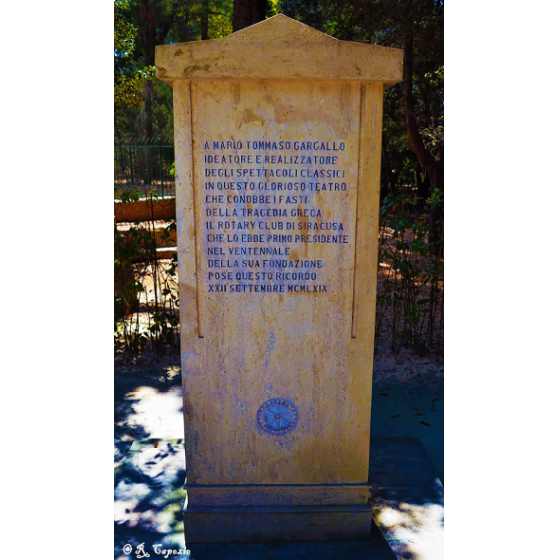 A MARIO TOMMASO GARGALLO
IDEATORE E REALIZZATORE
DEGLI SPETTACOLI CLASSICI
IN QUESTO GLORIOSO TEATRO
CHE CONOBBE I FASTI
DELLA TRAGEDIA GRECA
IL ROTARY CLUB DI SIRACUSA
CHE LO EBBE PRIMO PRESIDENTE
NEL VENTENNALE
DELLA SUA FONDAZIONE
POSE QUESTO RICORDO
XXII SETTEMBRE MCMLXIX
© A. Capozio